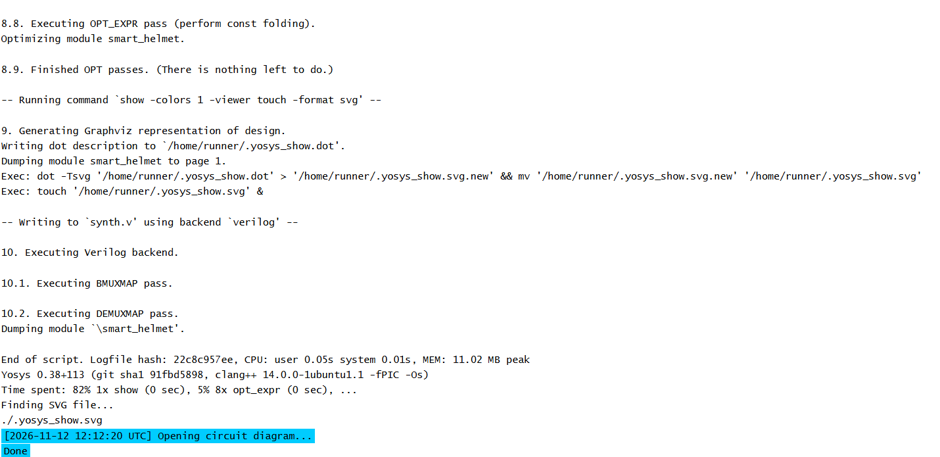 8.8. Executing OPT_EXPR pass (perform const folding).
Optimizing module smart_helmet.
8.9. Finished OPT passes. (There is nothing left to do.)
-- Running command `show -colors 1 -viewer touch -format svg' --
9. Generating Graphviz representation of design.
Writing dot description to `/home/runner/.yosys_show.dot'.
Dumping module smart_helmet to page 1.
Exec: dot -Tsvg '/home/runner/.yosys_show.dot' > '/home/runner/.yosys_show.svg.new' && mv '/home/runner/.yosys_show.svg.new' '/home/runner/.yosys_show.svg'
Exec: touch '/home/runner/.yosys_show.svg' &
-- Writing to `synth.v' using backend `verilog' --
10. Executing Verilog backend.
10.1. Executing BMUXMAP pass.
10.2. Executing DEMUXMAP pass.
Dumping module `\smart_helmet'.
End of script. Logfile hash: 22c8c957ee, CPU: user 0.05s system 0.01s, MEM: 11.02 MB peak
Yosys 0.38+113 (git sha1 91fbd5898, clang++ 14.0.0-1ubuntu1.1 -fPIC -Os)
Time spent: 82% 1x show (0 sec), 5% 8x opt_expr (0 sec), ...
Finding SVG file...
./.yosys_show.svg
[2026-11-12 12:12:20 UTC] Opening circuit diagram...
Done